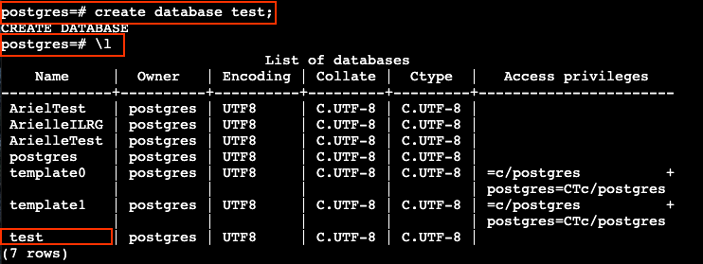 postgres=# create database test;
CREATE DATABASE
postgres=# \l
                                List of databases
    Name     |  Owner   | Encoding | Collate |  Ctype  |   Access privileges
-------------+----------+----------+---------+---------+-----------------------
 ArielTest   | postgres | UTF8     | C.UTF-8 | C.UTF-8 |
 ArielleILRG | postgres | UTF8     | C.UTF-8 | C.UTF-8 |
 ArielleTest | postgres | UTF8     | C.UTF-8 | C.UTF-8 |
 postgres    | postgres | UTF8     | C.UTF-8 | C.UTF-8 |
 template0   | postgres | UTF8     | C.UTF-8 | C.UTF-8 | =c/postgres          +
             |          |          |         |         | postgres=CTc/postgres
 template1   | postgres | UTF8     | C.UTF-8 | C.UTF-8 | =c/postgres          +
             |          |          |         |         | postgres=CTc/postgres
 test        | postgres | UTF8     | C.UTF-8 | C.UTF-8 |
(7 rows)